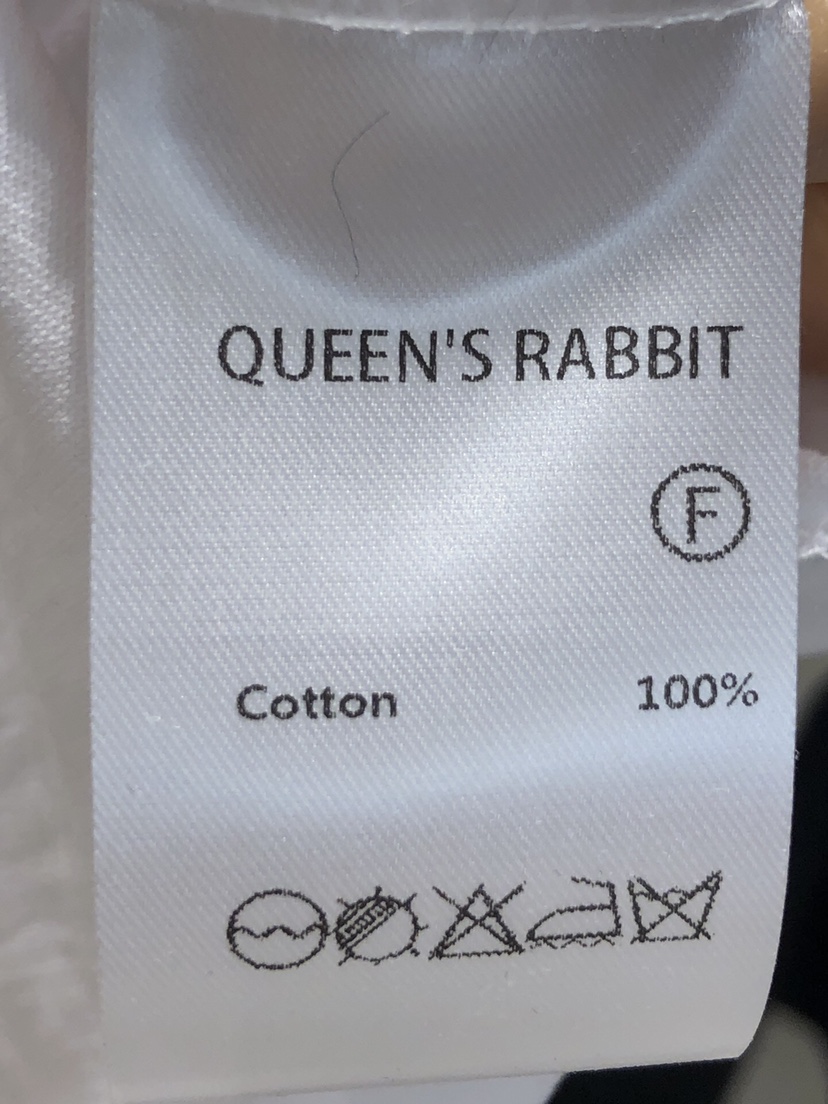 QUEEN'S RABBIT
F
Cotton 100%